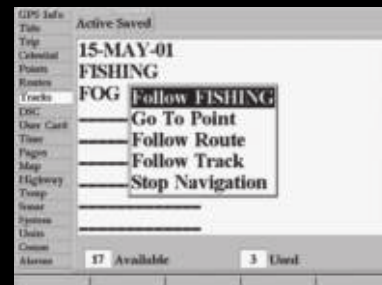 GPS Info
Tide
Trip
Celestial
Points
Routes
Tracks
DSC
User Card
Time
Pages
Map
Highway
Temp
Sonar
System
Units
Comm
Alarms
Active Saved
15-MAY-01
FISHING
FOG
Follow FISHING
Go To Point
Follow Route
Follow Track
Stop Navigation
17 Available
3 Used